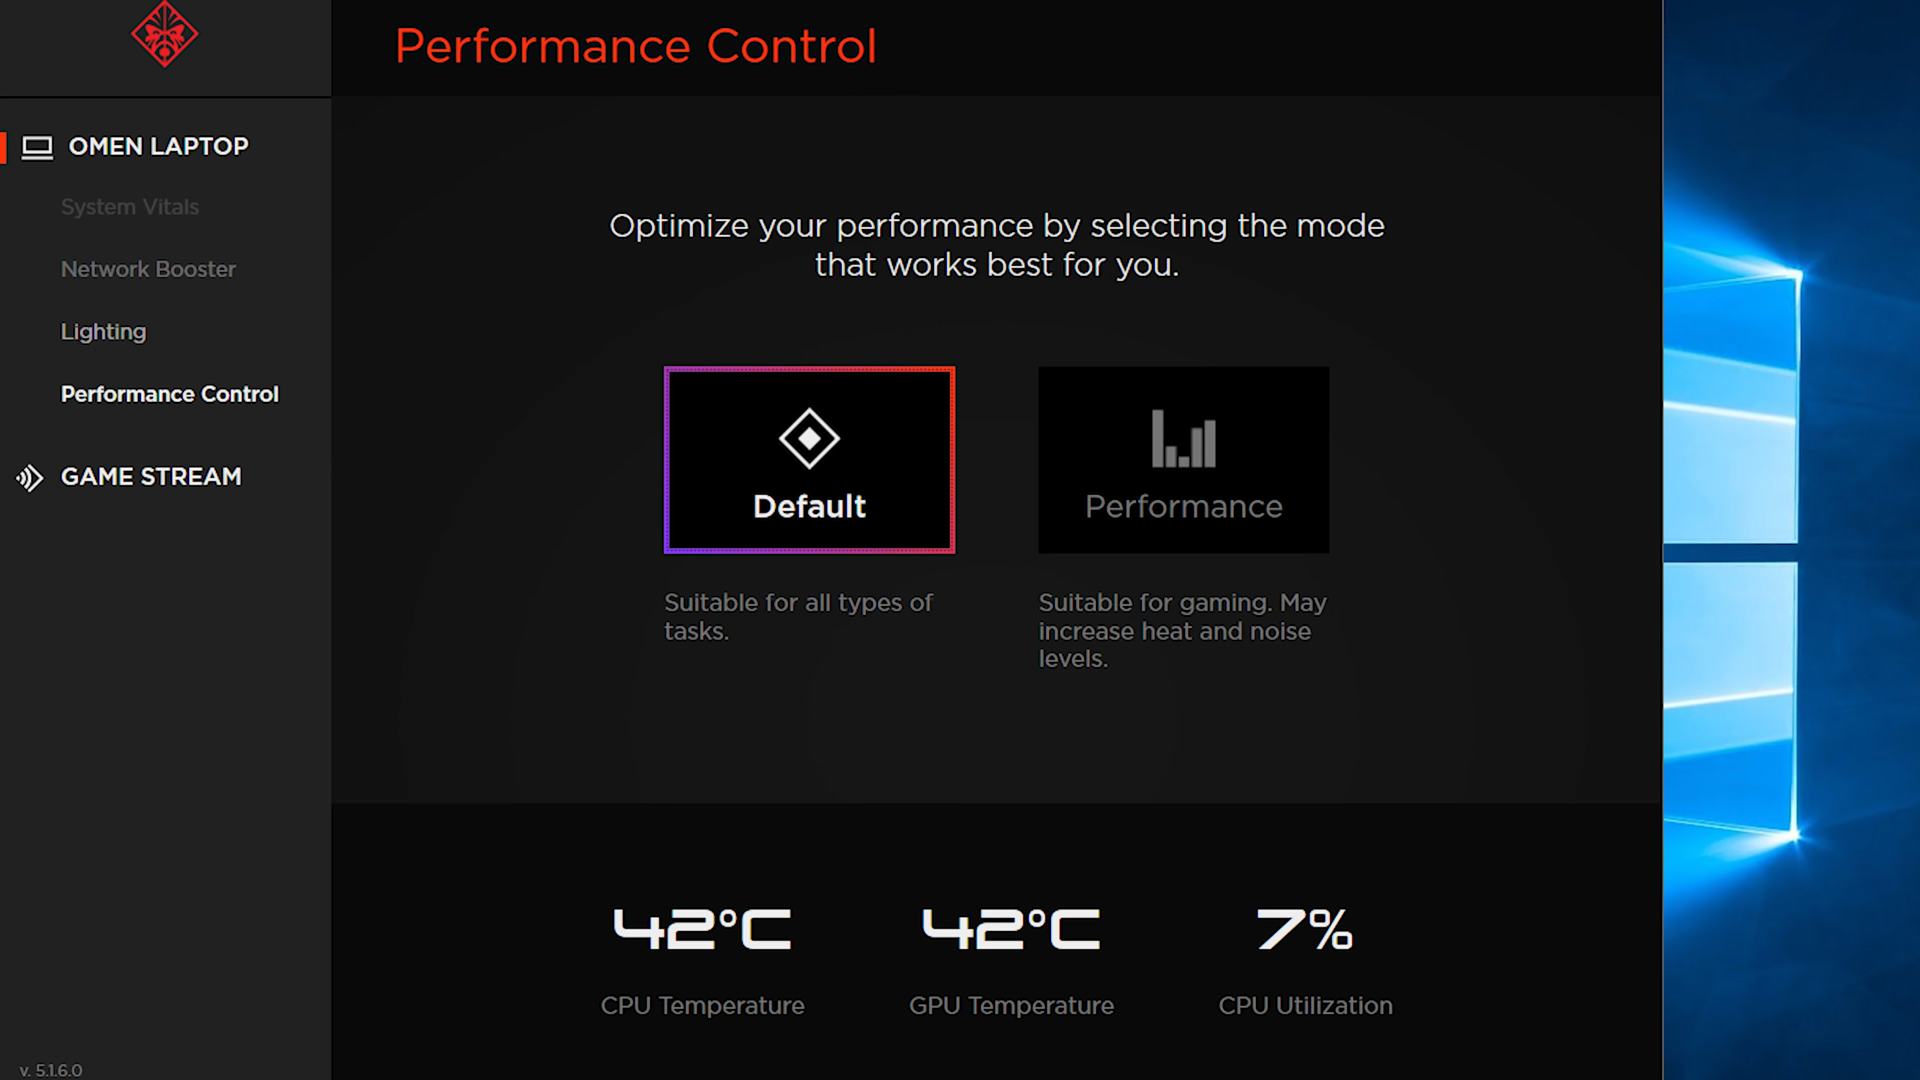 Performance Control
OMEN LAPTOP
System Vitals
Network Booster
Lighting
Performance Control
GAME STREAM
v. 5.1.6.0
Optimize your performance by selecting the mode
that works best for you.
Default
Suitable for all types of
tasks.
Performance
Suitable for gaming. May
increase heat and noise
levels.
42°C
CPU Temperature
42°C
GPU Temperature
7%
CPU Utilization